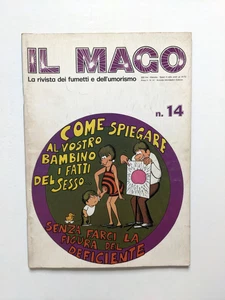 IL MAGO
La rivista dei fumetti e dell'umorismo
n. 14
COME SPIEGARE
AL VOSTRO
BAMBINO
I FATTI
DEL SESSO
SENZA FARCI LA
FIGURA DEL
DEFICIENTE